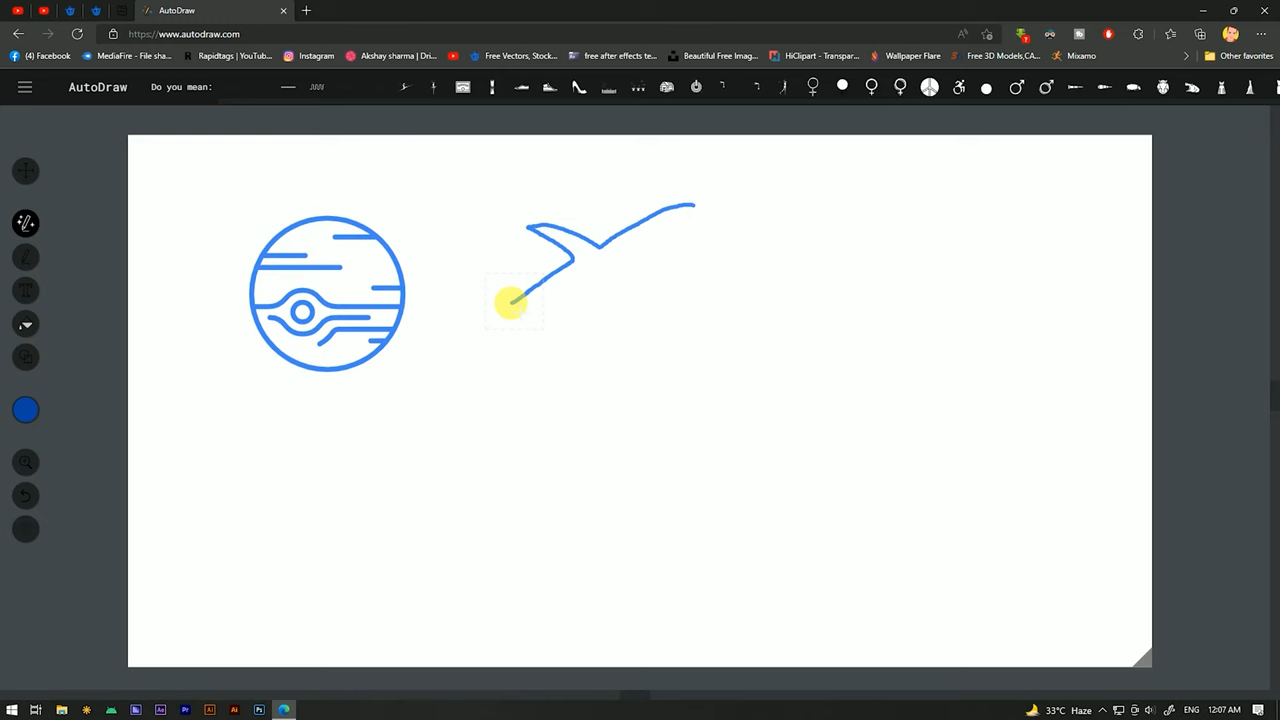 AutoDraw
https://www.autodraw.com
(4) Facebook
MediaFire - File sha...
Rapidtags | YouTub...
Instagram
Akshay sharma | Dri...
Free Vectors, Stock...
free after effects te...
Beautiful Free Imag...
HiClipart - Transpar...
Wallpaper Flare
Free 3D Models,CA...
Mixamo
Other favorites
AutoDraw
Do you mean:
33°C Haze
ENG
12:07 AM